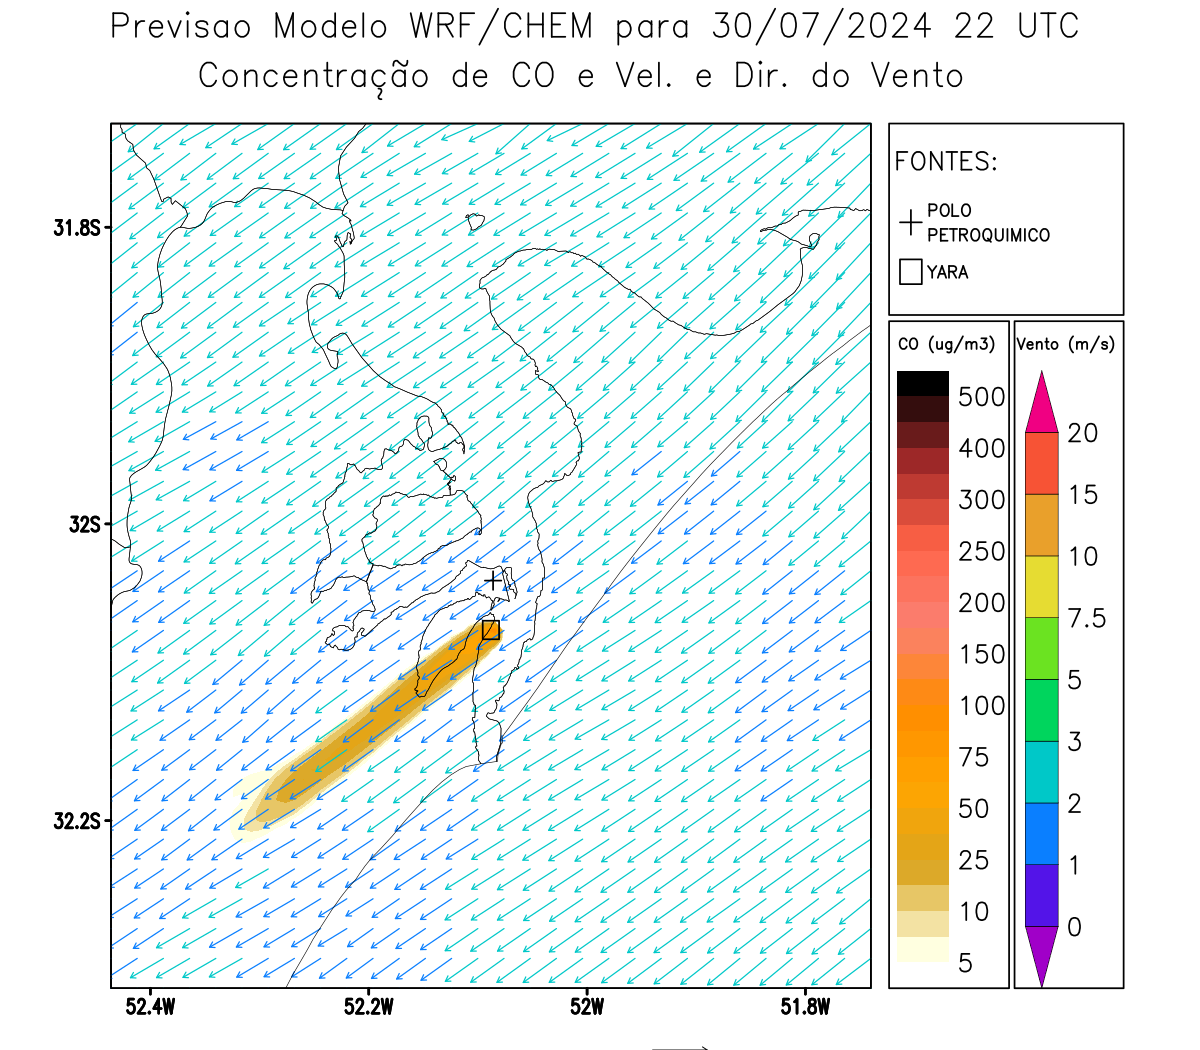 Previsao Modelo WRF/CHEM para 30/07/2024 22 UTC
Concentração de CO e Vel. e Dir. do Vento
FONTES:
POLO
PETROQUIMICO
YARA
31.8S
32S
32.2S
52.4W
52.2W
52W
51.8W
CO (ug/m3)
500
400
300
250
200
150
100
75
50
25
10
5
Vento (m/s)
20
15
10
7.5
5
3
2
1
0